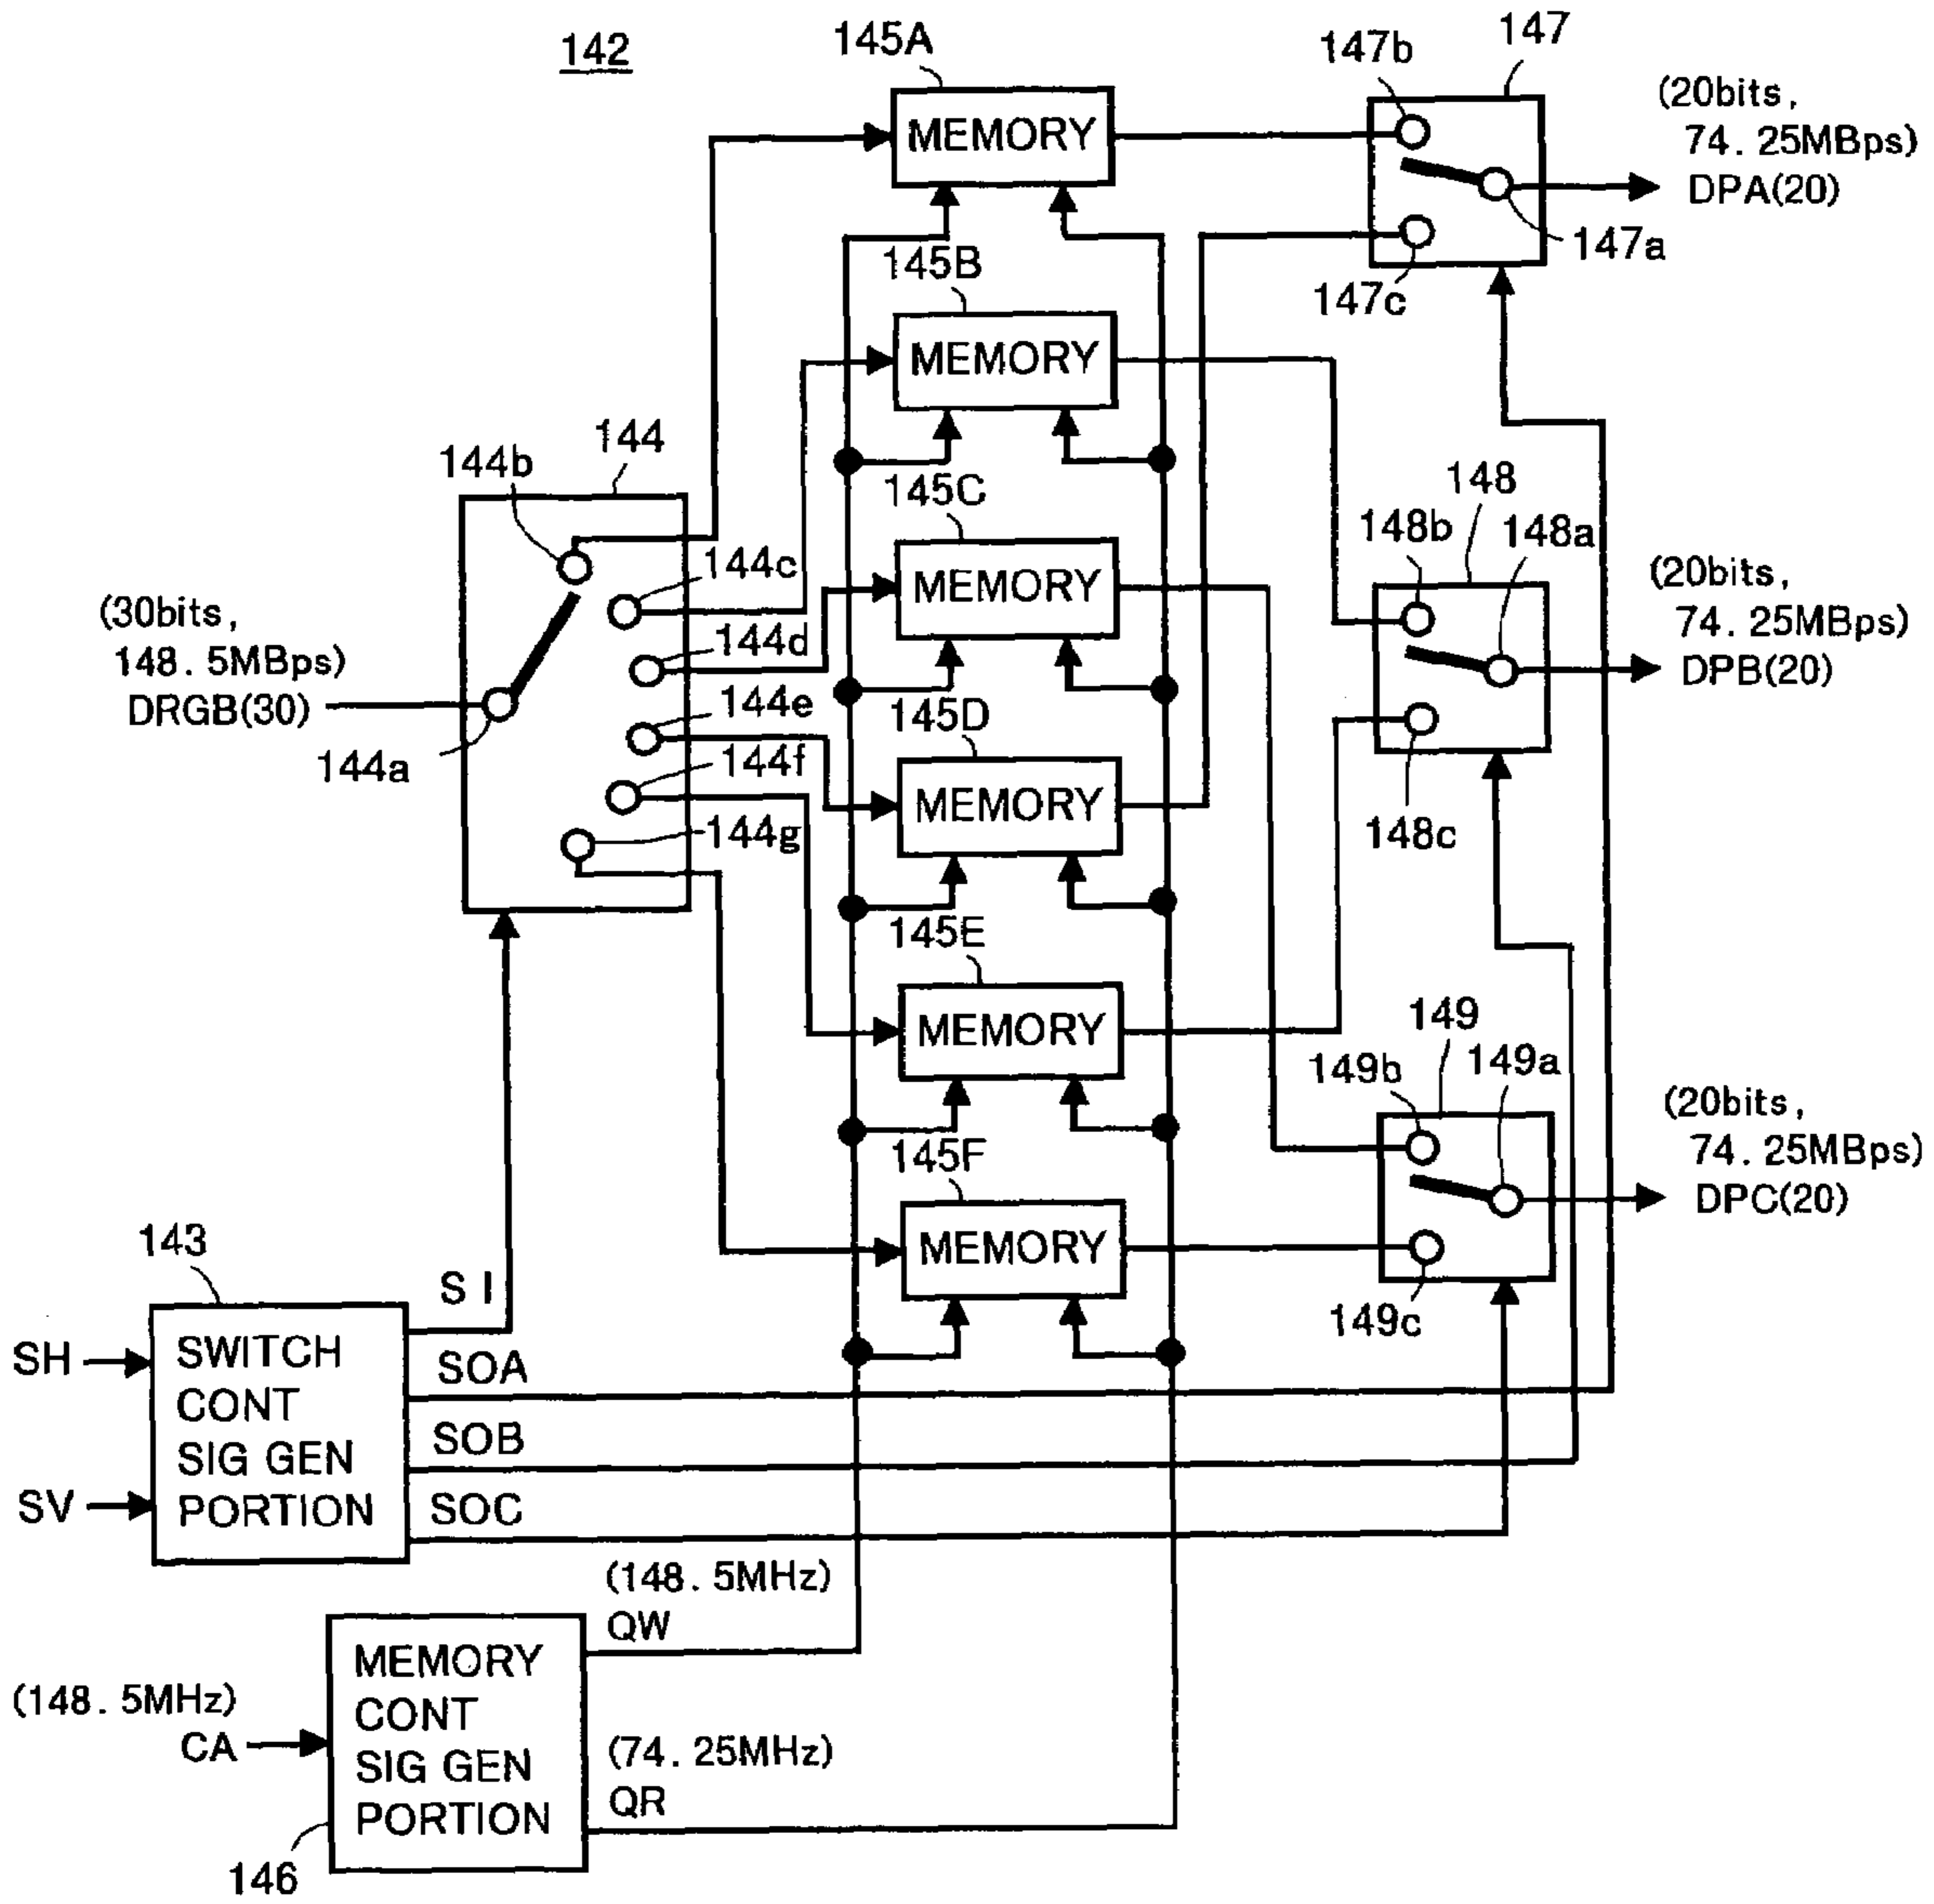 142
145A
MEMORY
147b
147
(20bits,
74.25MBps)
DPA(20)
147a
147c
145B
MEMORY
144
144b
144c
144d
144e
144f
144g
(30bits,
148.5MBps)
DRGB(30)
144a
145C
MEMORY
148
148b
148a
(20bits,
74.25MBps)
DPB(20)
148c
145D
MEMORY
145E
MEMORY
149
149b
149a
(20bits,
74.25MBps)
DPC(20)
149c
145F
MEMORY
143
SH
SV
SWITCH
CONT
SIG GEN
PORTION
SI
SOA
SOB
SOC
(148.5MHz)
QW
(148.5MHz)
CA
MEMORY
CONT
SIG GEN
PORTION
(74.25MHz)
QR
146